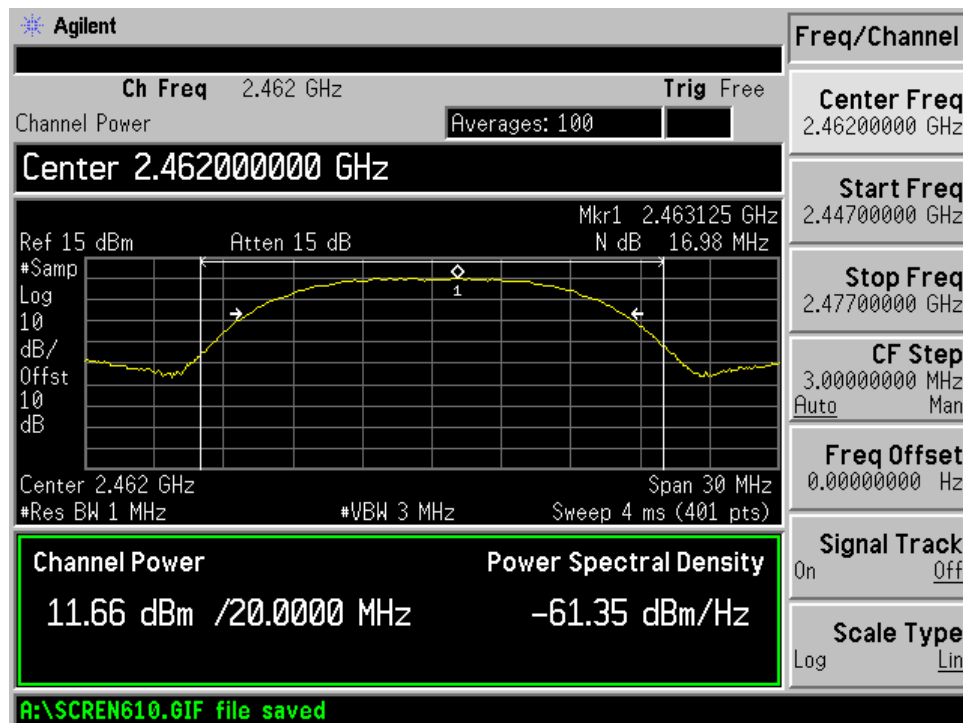 Agilent
Ch Freq 2.462 GHz Trig Free
Channel Power Averages: 100
Center 2.462000000 GHz
Mkr1 2.463125 GHz
Ref 15 dBm Atten 15 dB N dB 16.98 MHz
#Samp
Log
10
dB/
Offst
10
dB
1
Center 2.462 GHz Span 30 MHz
#Res BW 1 MHz #VBW 3 MHz Sweep 4 ms (401 pts)
Channel Power Power Spectral Density
11.66 dBm /20.0000 MHz -61.35 dBm/Hz
A:\SCREN610.GIF file saved
Freq/Channel
Center Freq
2.46200000 GHz
Start Freq
2.44700000 GHz
Stop Freq
2.47700000 GHz
CF Step
3.00000000 MHz
Auto Man
Freq Offset
0.00000000 Hz
Signal Track
On Off
Scale Type
Log Lin